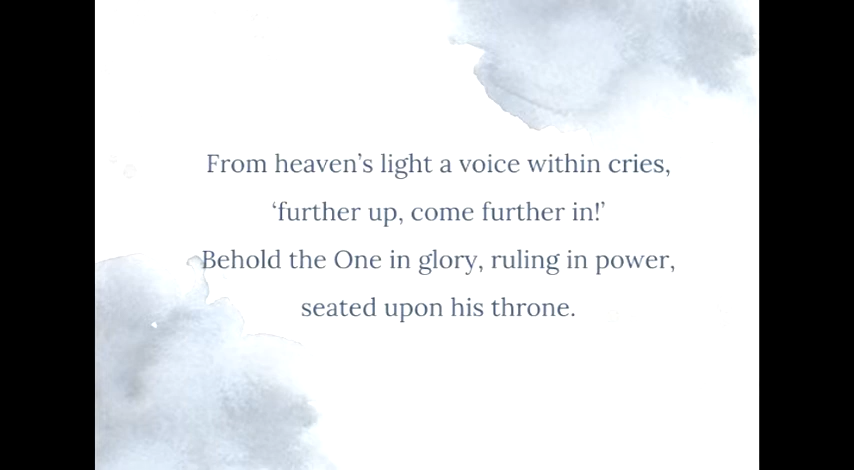 From heaven’s light a voice within cries,
‘further up, come further in!’
Behold the One in glory, ruling in power,
seated upon his throne.